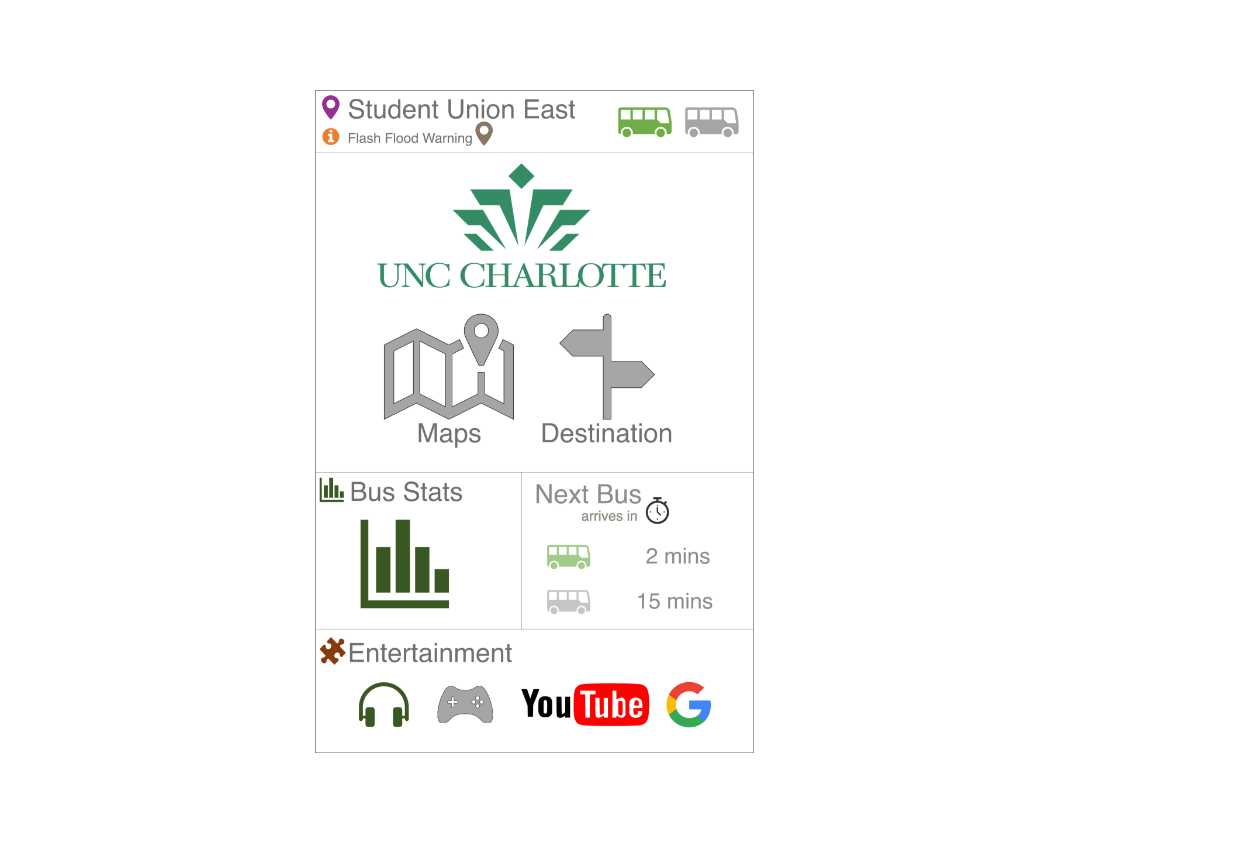 Student Union East
Flash Flood Warning
UNC CHARLOTTE
Maps
Destination
Bus Stats
Next Bus
arrives in
2 mins
15 mins
Entertainment
YouTube
G